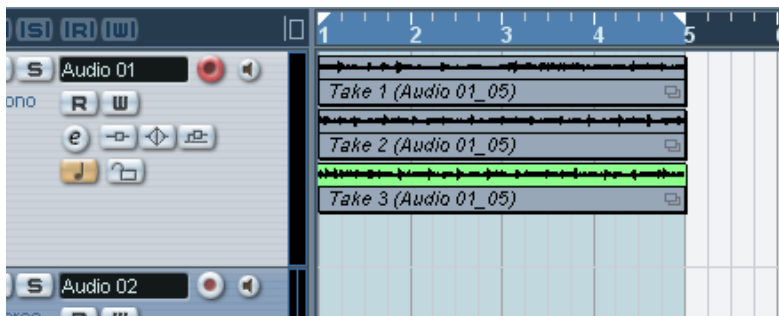 S R W
1 2 3 4 5
S Audio 01
ono R W
e
Take 1 (Audio 01_05)
Take 2 (Audio 01_05)
Take 3 (Audio 01_05)
S Audio 02